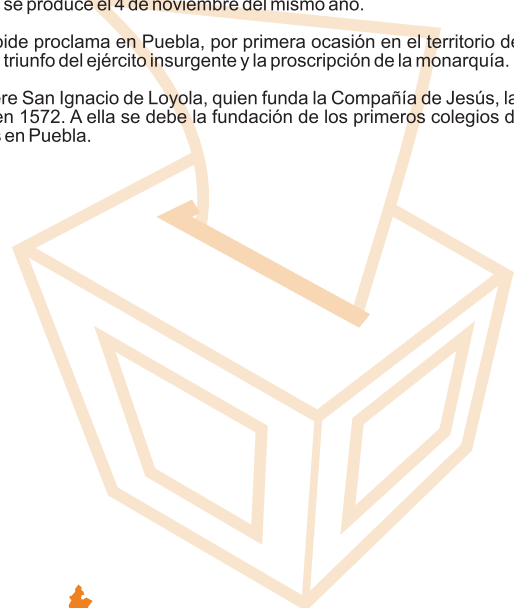 se produce el 4 de noviembre del mismo año.
bide proclama en Puebla, por primera ocasión en el territorio de
triunfo del ejército insurgente y la proscripción de la monarquía.
ere San Ignacio de Loyola, quien funda la Compañía de Jesús, la
en 1572. A ella se debe la fundación de los primeros colegios d
s en Puebla.